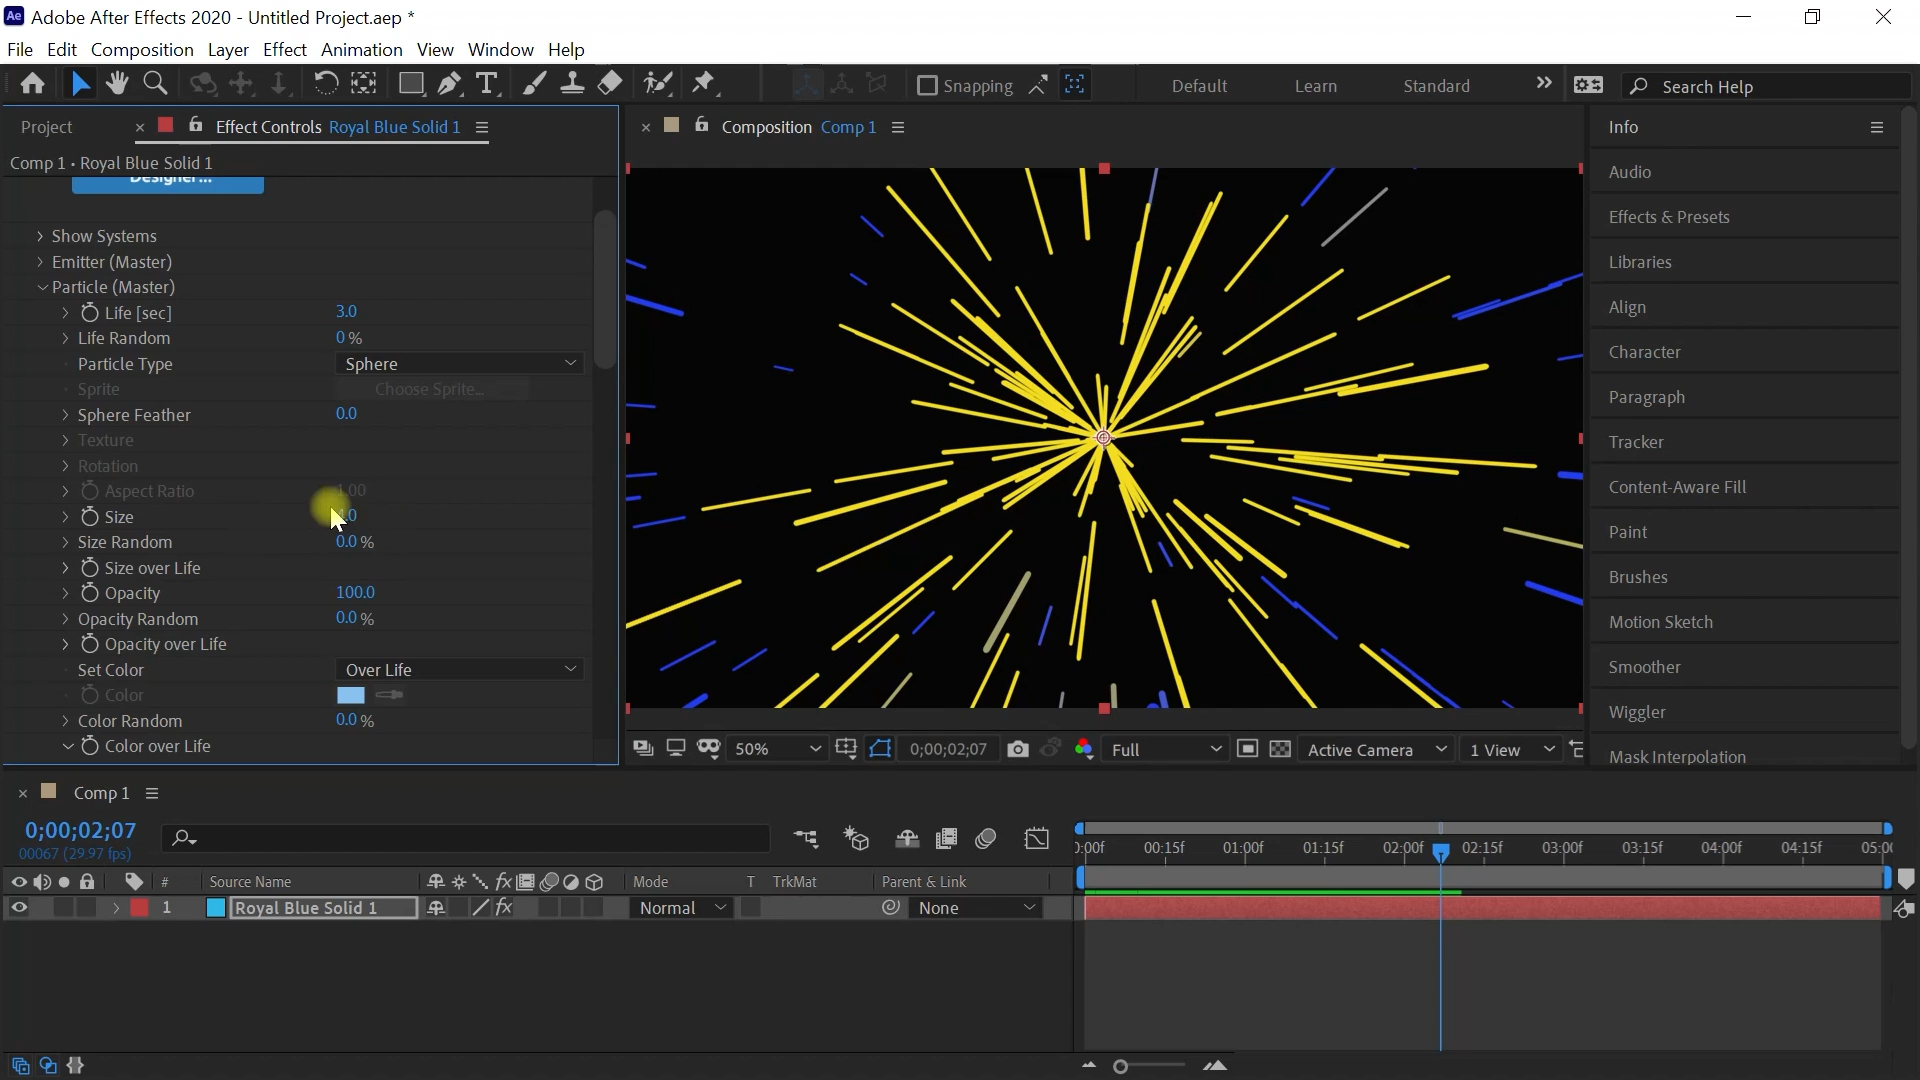 Adobe After Effects 2020 - Untitled Project.aep *
File Edit Composition Layer Effect Animation View Window Help
Snapping Default Learn Standard Search Help
Project Effect Controls Royal Blue Solid 1 Composition Comp 1 Info
Comp 1 • Royal Blue Solid 1
Designer...
Show Systems
Emitter (Master)
Particle (Master)
Life [sec] 3.0
Life Random 0 %
Particle Type Sphere
Sprite Choose Sprite...
Sphere Feather 0.0
Texture
Rotation
Aspect Ratio 1.00
Size
Size Random 0.0 %
Size over Life
Opacity 100.0
Opacity Random 0.0 %
Opacity over Life
Set Color Over Life
Color
Color Random 0.0 %
Color over Life
Audio
Effects & Presets
Libraries
Align
Character
Paragraph
Tracker
Content-Aware Fill
Paint
Brushes
Motion Sketch
Smoother
Wiggler
Mask Interpolation
50% 0;00;02;07 Full Active Camera 1 View
Comp 1
0;00;02;07
00067 (29.97 fps)
:00f 00:15f 01:00f 01:15f 02:00f 02:15f 03:00f 03:15f 04:00f 04:15f 05:00
# Source Name Mode T TrkMat Parent & Link
1 Royal Blue Solid 1 fx Normal None